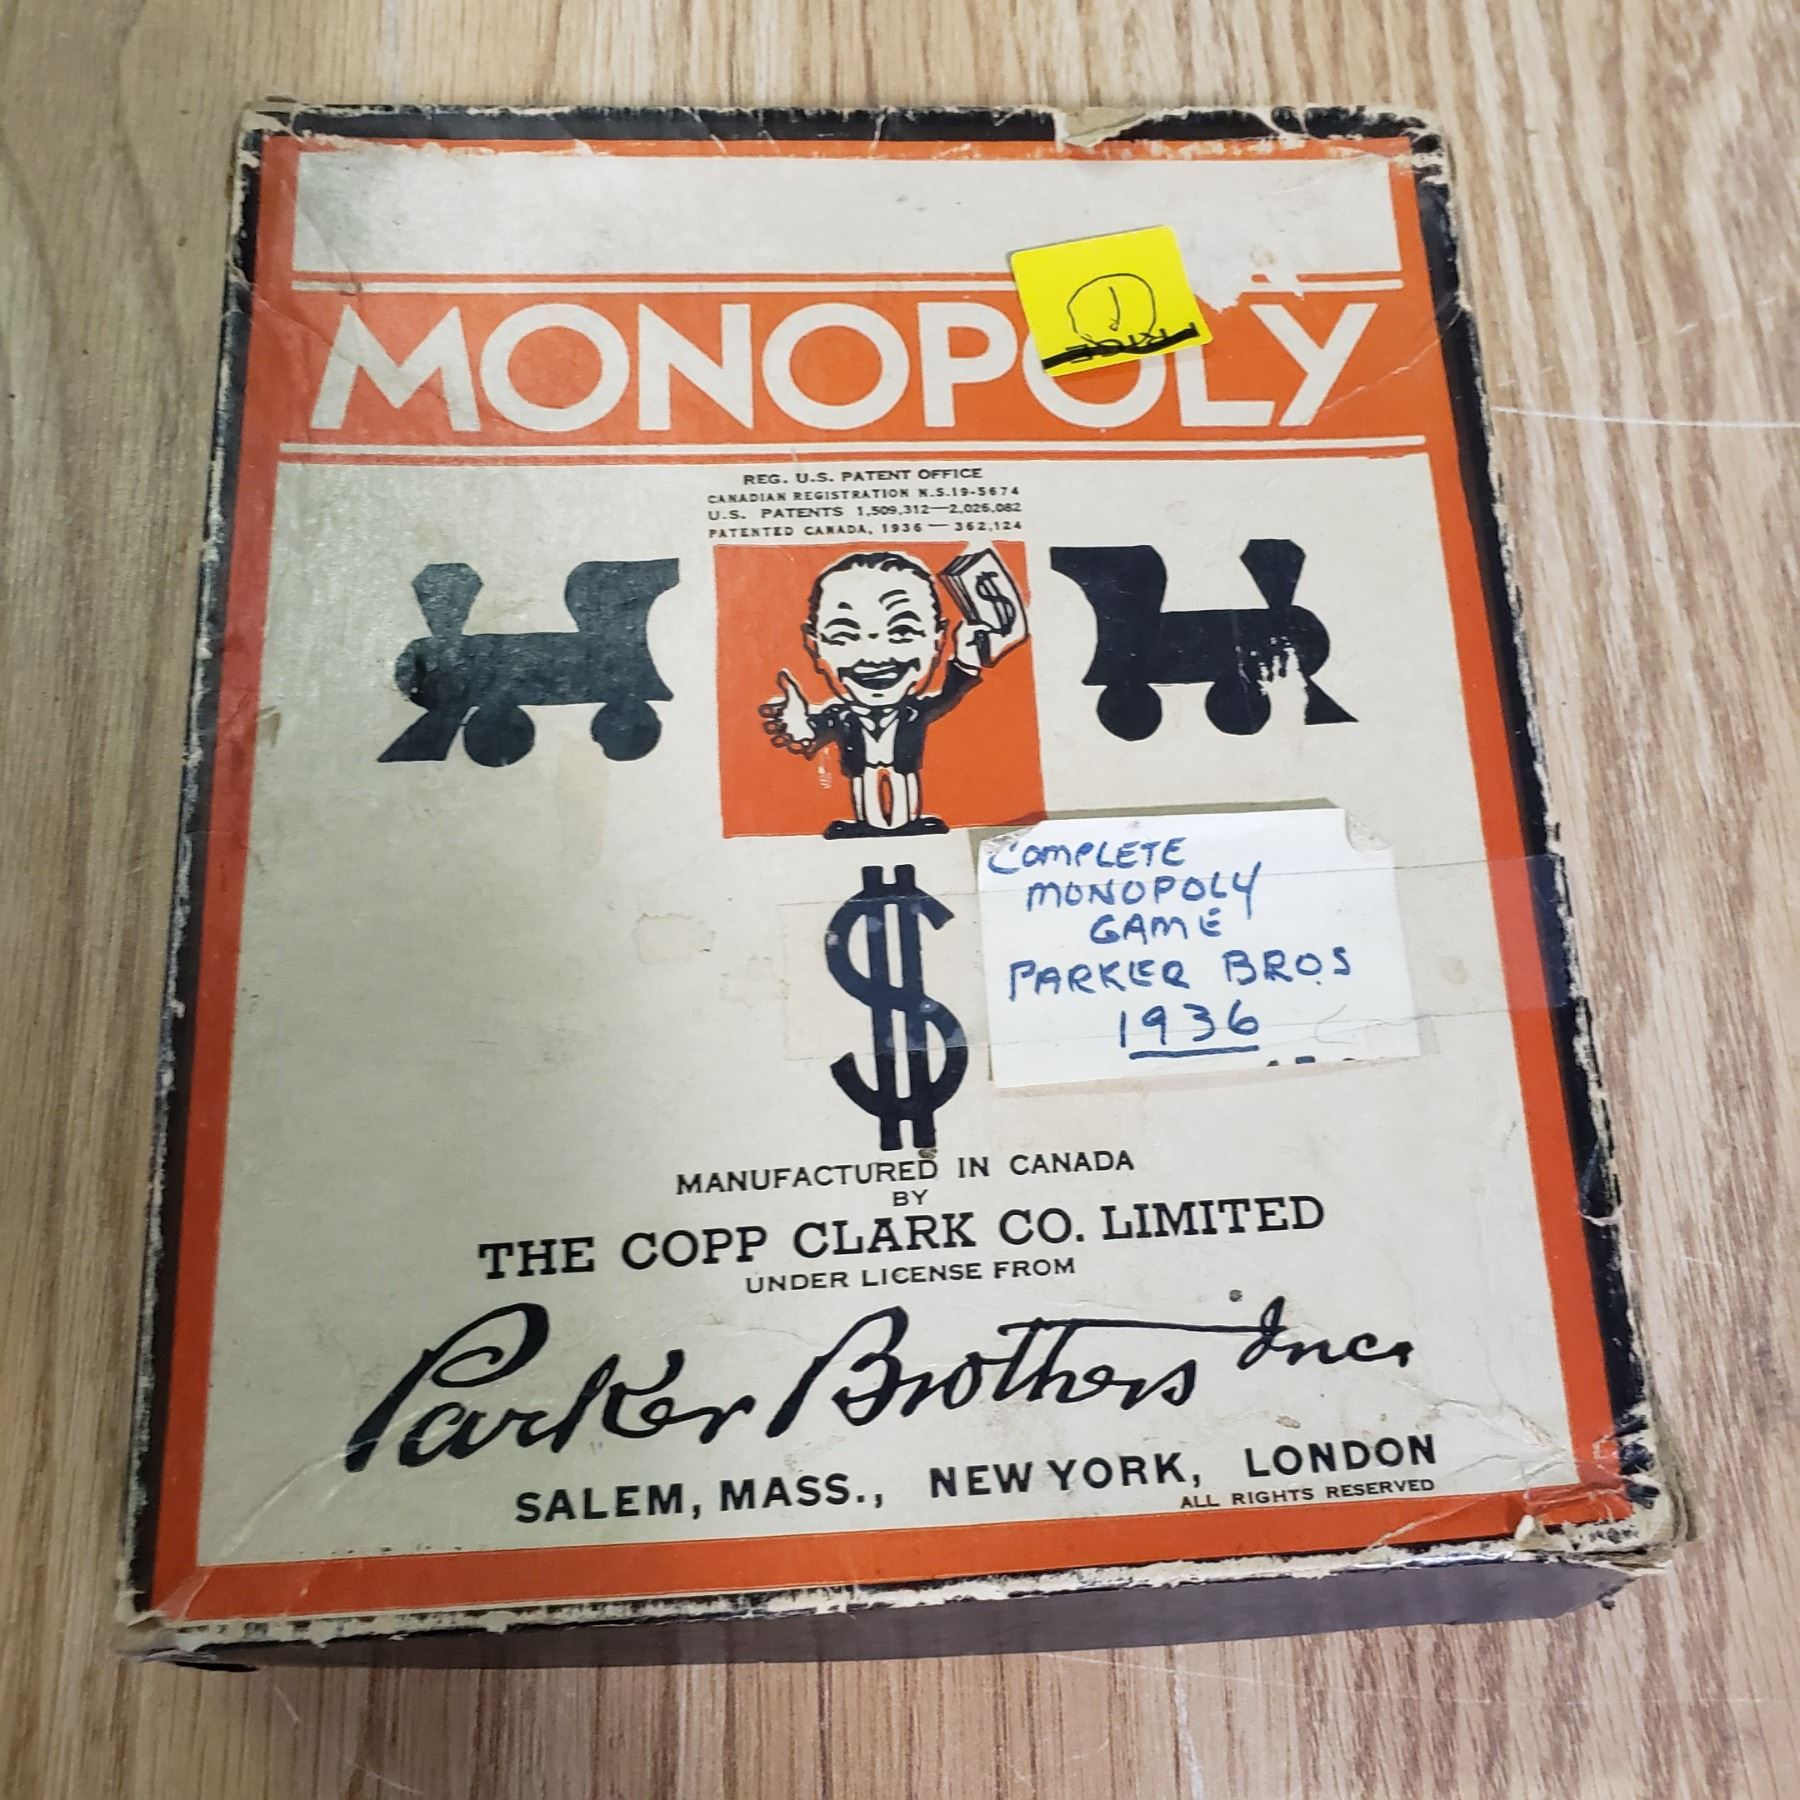 MONOPOLY
PRICE
REG. U.S. PATENT OFFICE
CANADIAN REGISTRATION N.S.19-5674
U.S. PATENTS 1,509,312—2,026,082
PATENTED CANADA, 1936 — 362,124
$
$
COMPLETE
MONOPOLY
GAME
PARKER BROS
1936
MANUFACTURED IN CANADA
BY
THE COPP CLARK CO. LIMITED
UNDER LICENSE FROM
Parker Brothers Inc.
SALEM, MASS., NEW YORK, LONDON
ALL RIGHTS RESERVED